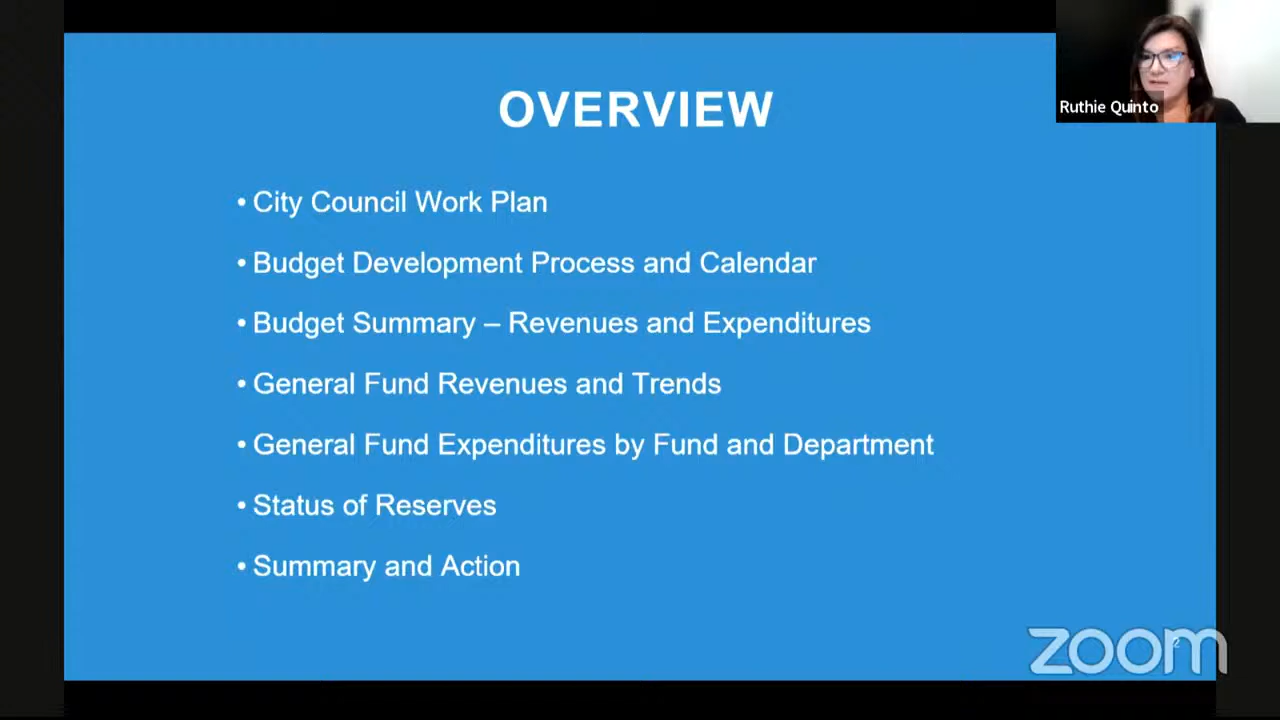 OVERVIEW
Ruthie Quinto
• City Council Work Plan
• Budget Development Process and Calendar
• Budget Summary – Revenues and Expenditures
• General Fund Revenues and Trends
• General Fund Expenditures by Fund and Department
• Status of Reserves
• Summary and Action
zoom
2